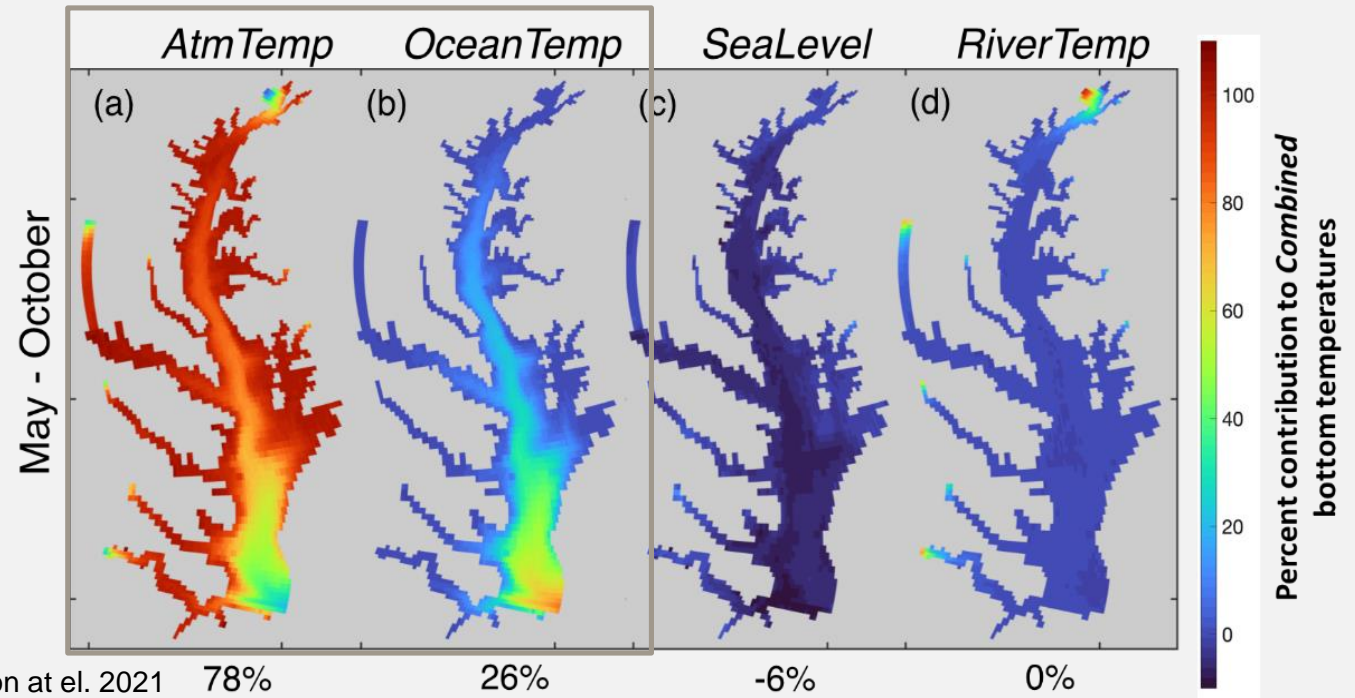 AtmTemp OceanTemp SeaLevel RiverTemp
(a) (b) (c) (d)
May - October
100
80
60
40
20
0
Percent contribution to Combined
bottom temperatures
on at el. 2021 78% 26% -6% 0%